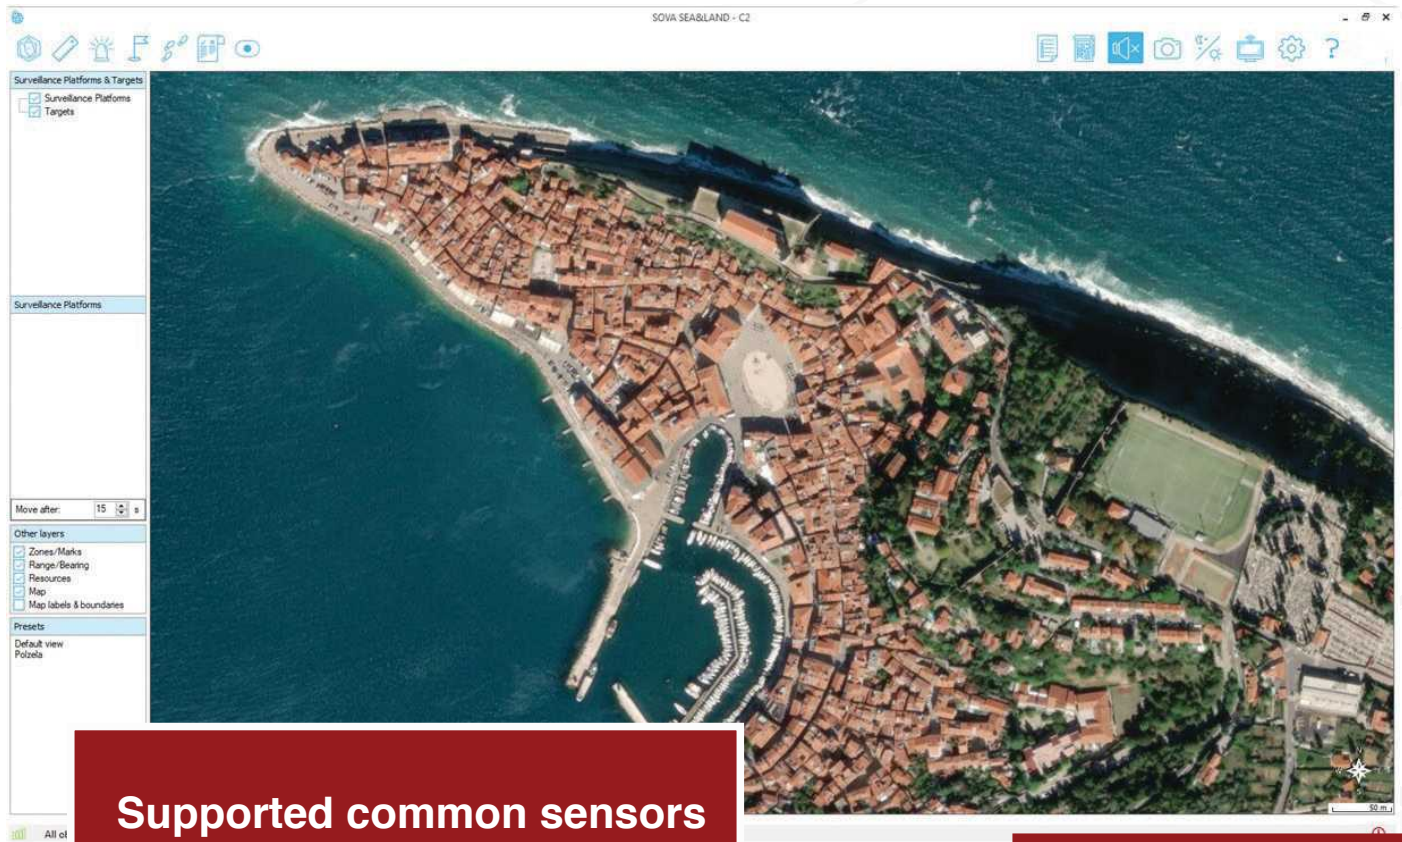 SOVA SEA&LAND - C2
Surveillance Platforms & Targets
Surveillance Platforms
Targets
Surveillance Platforms
Move after: 15 s
Other layers
Zones/Marks
Range/Bearing
Resources
Map
Map labels & boundaries
Presets
Default view
Polzela
N
50 m
All
Supported common sensors